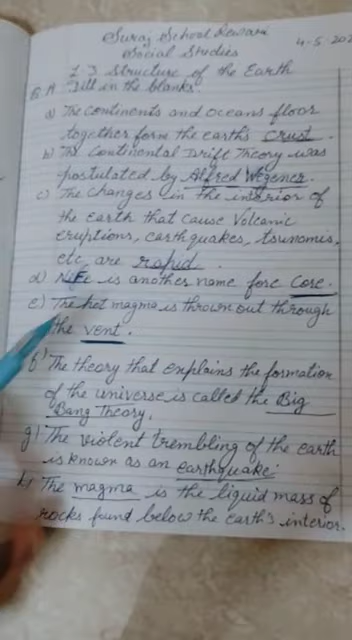 Suraj School Rewari
4-5-202
Social Studies
L 3. Structure of the Earth
B. A. Fill in the blanks
a) The continents and oceans floor
together form the earth's crust.
b) The Continental Drift Theory was
postulated by Alfred Wegener.
c) The changes in the interior of
the Earth that cause Volcanic
eruptions, earthquakes, tsunomis,
etc, are rapid.
d) NiFe is another name fore Core.
e) The hot magma is thrown out through
the vent.
f) The theory that explains the formation
of the universe is called the Big
Bang Theory.
g) The violent trembling of the earth
is known as an earthquake.
h) The magma is the liquid mass of
rocks fund below the earth's interior.